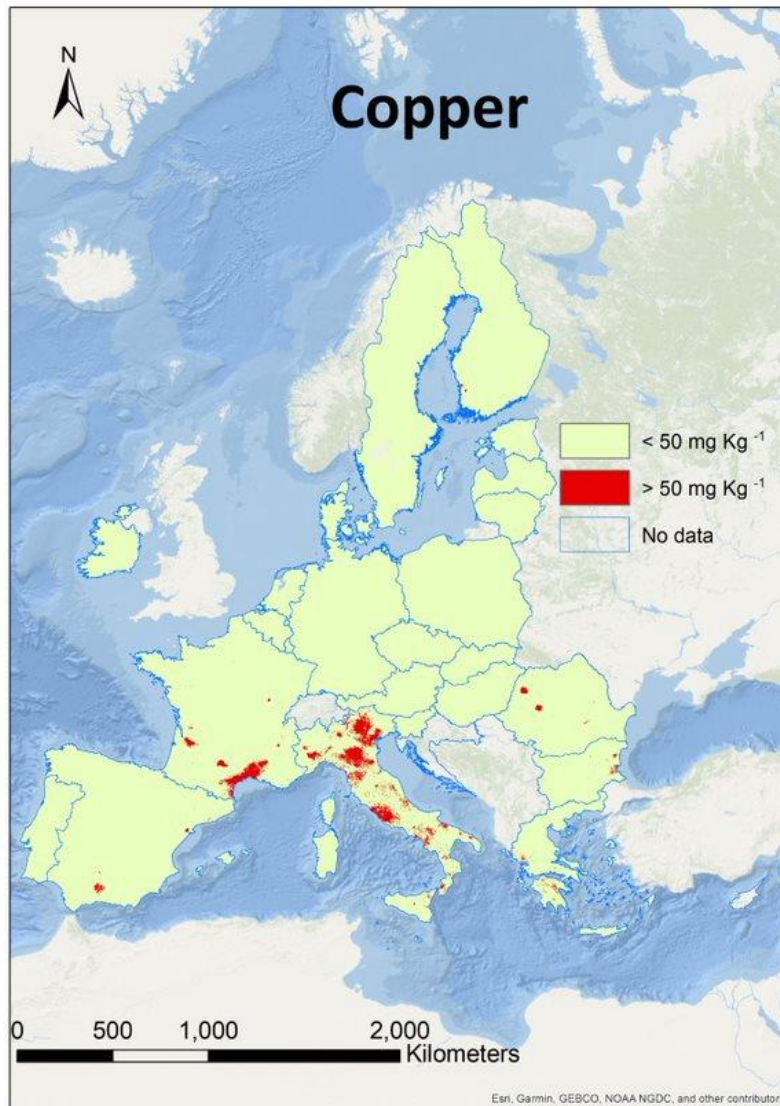 N
Copper
< 50 mg Kg -1
> 50 mg Kg -1
No data
0 500 1,000 2,000
Kilometers
Esri, Garmin, GEBCO, NOAA NGDC, and other contributor